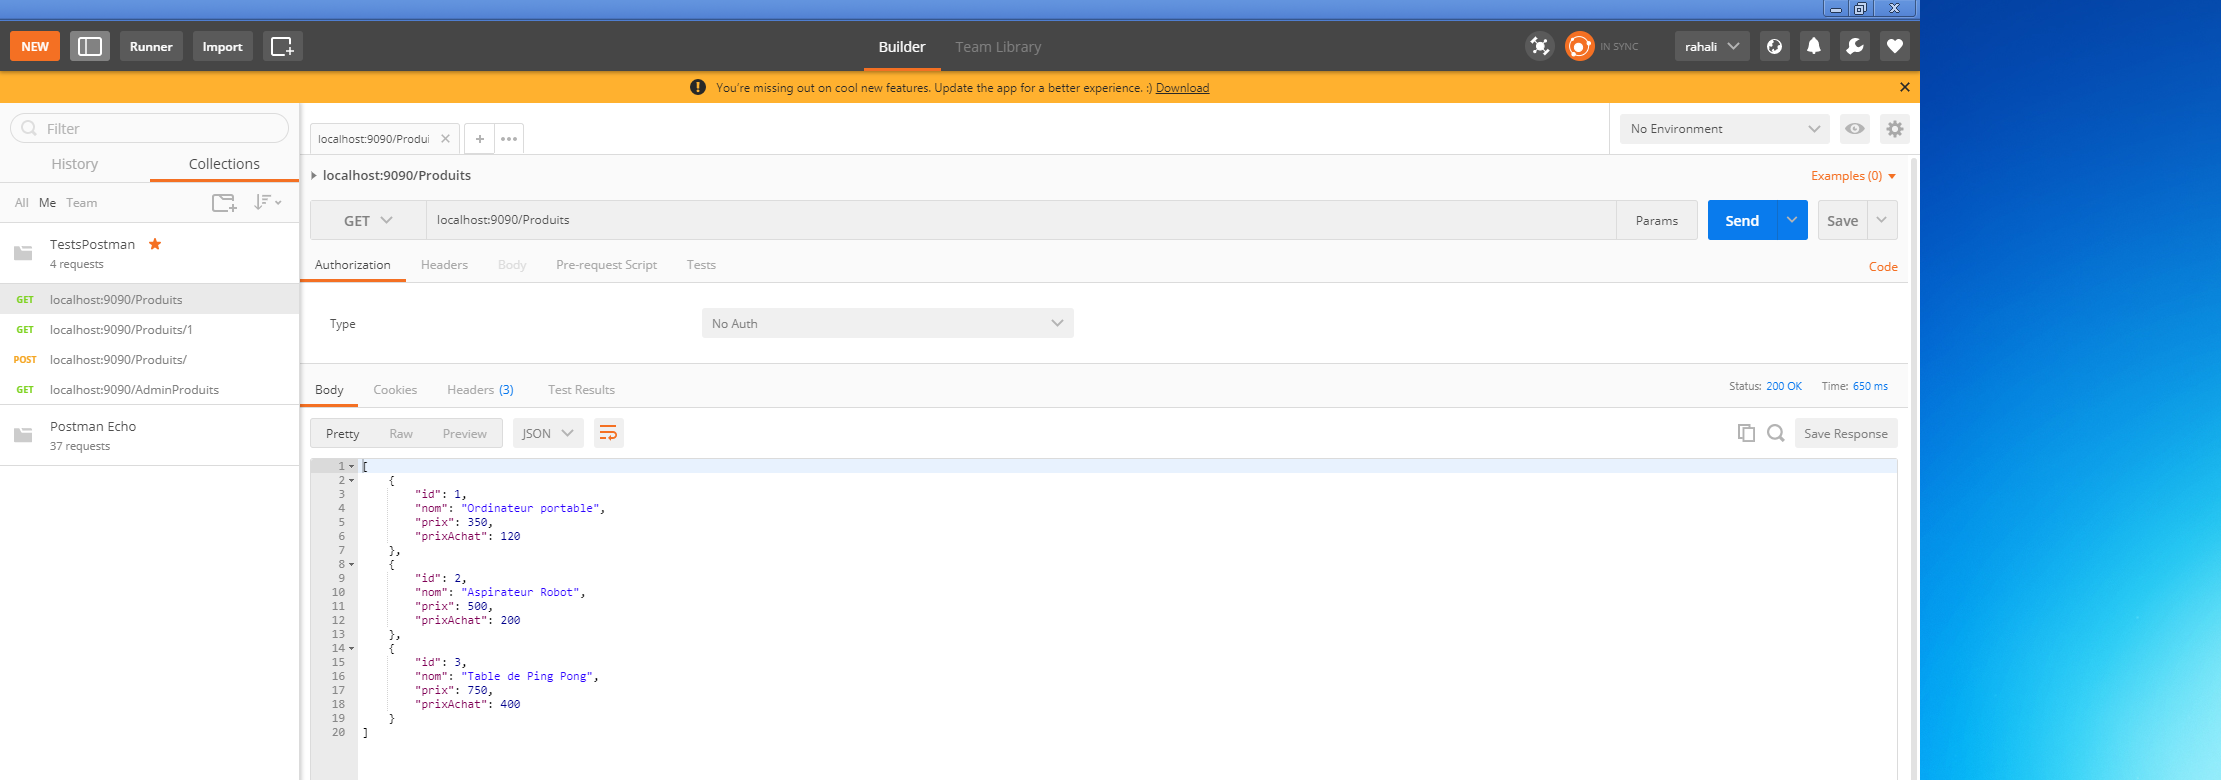 NEW Runner Import Builder Team Library IN SYNC rahali
You're missing out on cool new features. Update the app for a better experience. :) Download
Filter
History Collections
All Me Team
TestsPostman
4 requests
GET localhost:9090/Produits
GET localhost:9090/Produits/1
POST localhost:9090/Produits/
GET localhost:9090/AdminProduits
Postman Echo
37 requests
localhost:9090/Produi
No Environment
localhost:9090/Produits Examples (0)
GET localhost:9090/Produits Params Send Save
Authorization Headers Body Pre-request Script Tests Code
Type No Auth
Body Cookies Headers (3) Test Results Status: 200 OK Time: 650 ms
Pretty Raw Preview JSON Save Response
1 [
2 {
3 "id": 1,
4 "nom": "Ordinateur portable",
5 "prix": 350,
6 "prixAchat": 120
7 },
8 {
9 "id": 2,
10 "nom": "Aspirateur Robot",
11 "prix": 500,
12 "prixAchat": 200
13 },
14 {
15 "id": 3,
16 "nom": "Table de Ping Pong",
17 "prix": 750,
18 "prixAchat": 400
19 }
20 ]